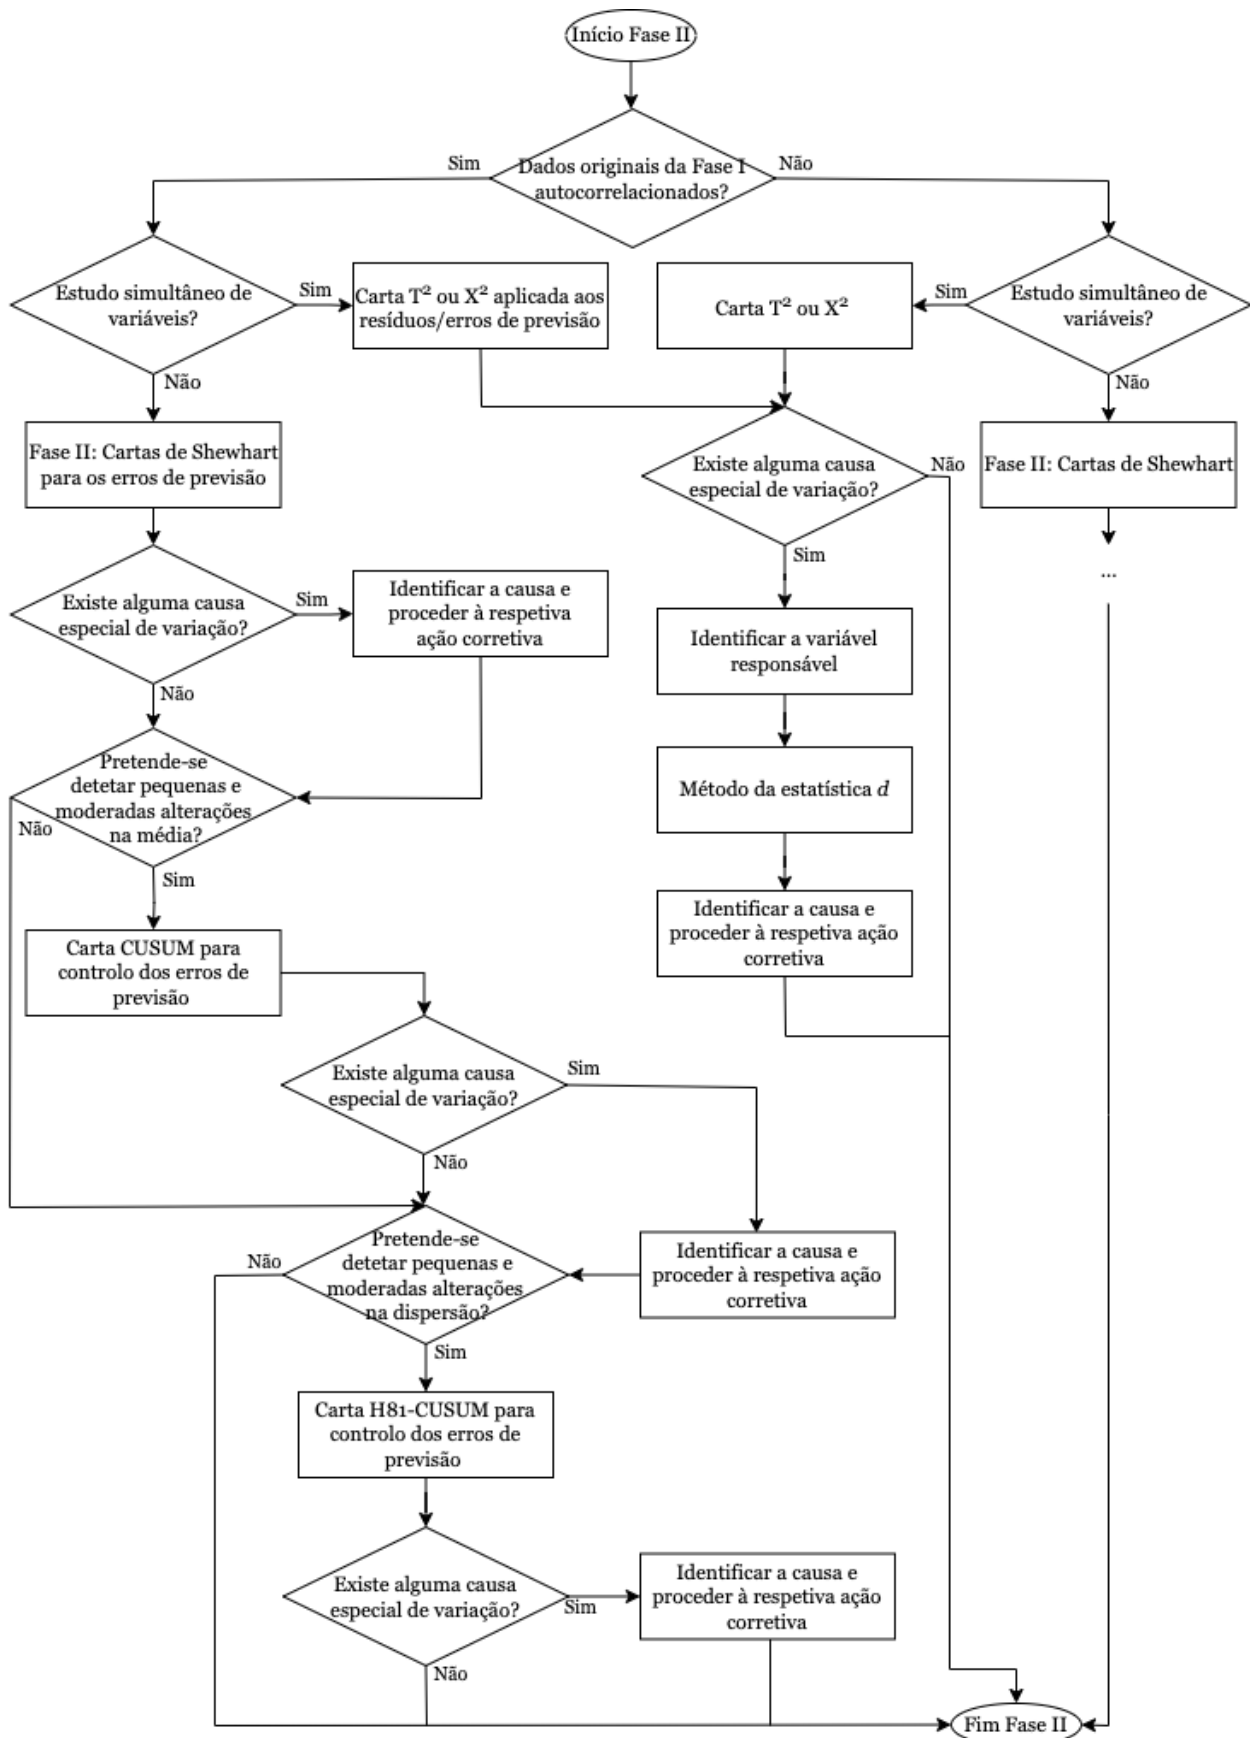 Início Fase II
Dados originais da Fase I
autocorrelacionados?
Sim
Não
Estudo simultâneo de
variáveis?
Sim
Não
Carta T² ou X² aplicada aos
resíduos/erros de previsão
Carta T² ou X²
Estudo simultâneo de
variáveis?
Sim
Não
Fase II: Cartas de Shewhart
para os erros de previsão
Existe alguma causa
especial de variação?
Não
Sim
Fase II: Cartas de Shewhart
...
Existe alguma causa
especial de variação?
Sim
Não
Identificar a causa e
proceder à respetiva
ação corretiva
Identificar a variável
responsável
Pretende-se
detetar pequenas e
moderadas alterações
na média?
Não
Sim
Método da estatística d
Identificar a causa e
proceder à respetiva ação
corretiva
Carta CUSUM para
controlo dos erros de
previsão
Existe alguma causa
especial de variação?
Sim
Não
Pretende-se
detetar pequenas e
moderadas alterações
na dispersão?
Não
Sim
Identificar a causa e
proceder à respetiva ação
corretiva
Carta H81-CUSUM para
controlo dos erros de
previsão
Existe alguma causa
especial de variação?
Sim
Não
Identificar a causa e
proceder à respetiva ação
corretiva
Fim Fase II